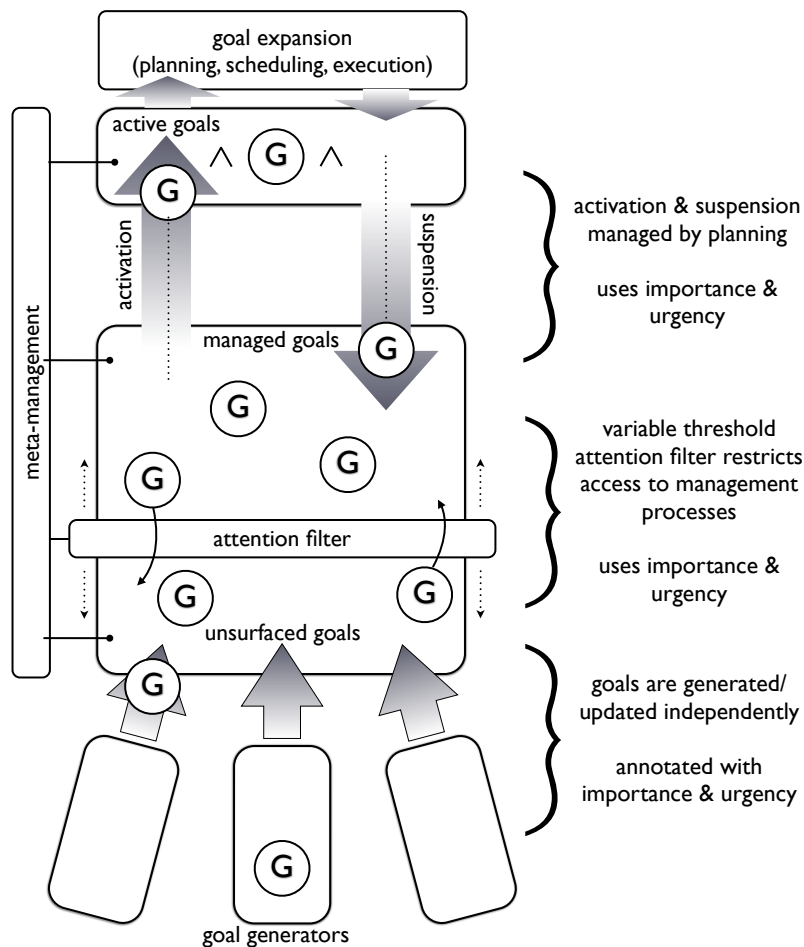 goal expansion
(planning, scheduling, execution)
active goals
G
G
activation
suspension
activation & suspension
managed by planning
uses importance &
urgency
meta-management
managed goals
G
G
G
G
variable threshold
attention filter restricts
access to management
processes
uses importance &
urgency
attention filter
G
G
unsurfaced goals
G
goals are generated/
updated independently
annotated with
importance & urgency
G
goal generators